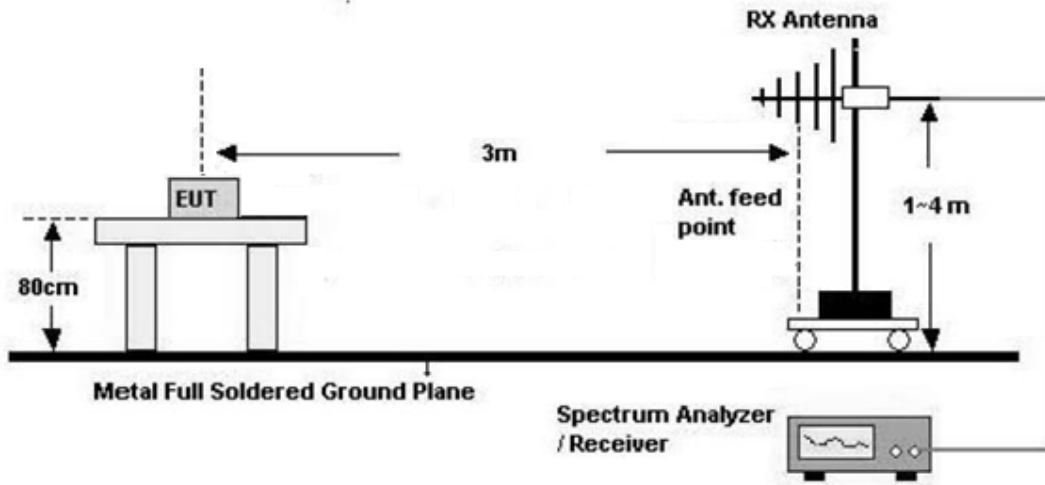 RX Antenna
3m
EUT
Ant. feed
point
1~4 m
80cm
Metal Full Soldered Ground Plane
Spectrum Analyzer
/ Receiver